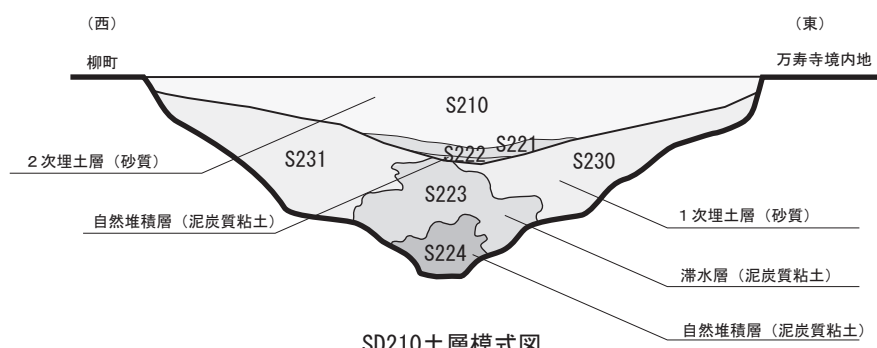 （西）
（東）
柳町
万寿寺境内地
S210
S221
S222
S231
S230
２次埋土層（砂質）
S223
自然堆積層（泥炭質粘土）
１次埋土層（砂質）
S224
滞水層（泥炭質粘土）
自然堆積層（泥炭質粘土）
SD210土層模式図